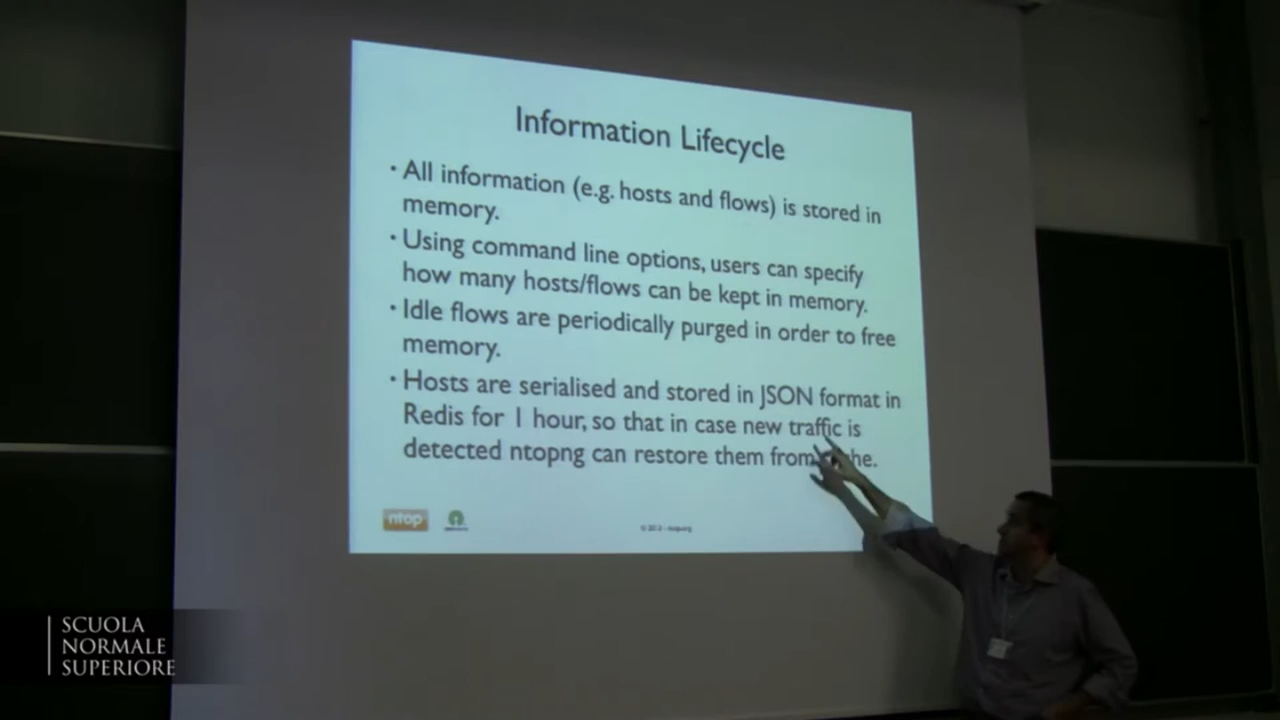 Information Lifecycle
• All information (e.g. hosts and flows) is stored in
memory.
• Using command line options, users can specify
how many hosts/flows can be kept in memory.
• Idle flows are periodically purged in order to free
memory.
• Hosts are serialised and stored in JSON format in
Redis for 1 hour, so that in case new traffic is
detected ntopng can restore them from
ntop
SCUOLA
NORMALE
SUPERIORE